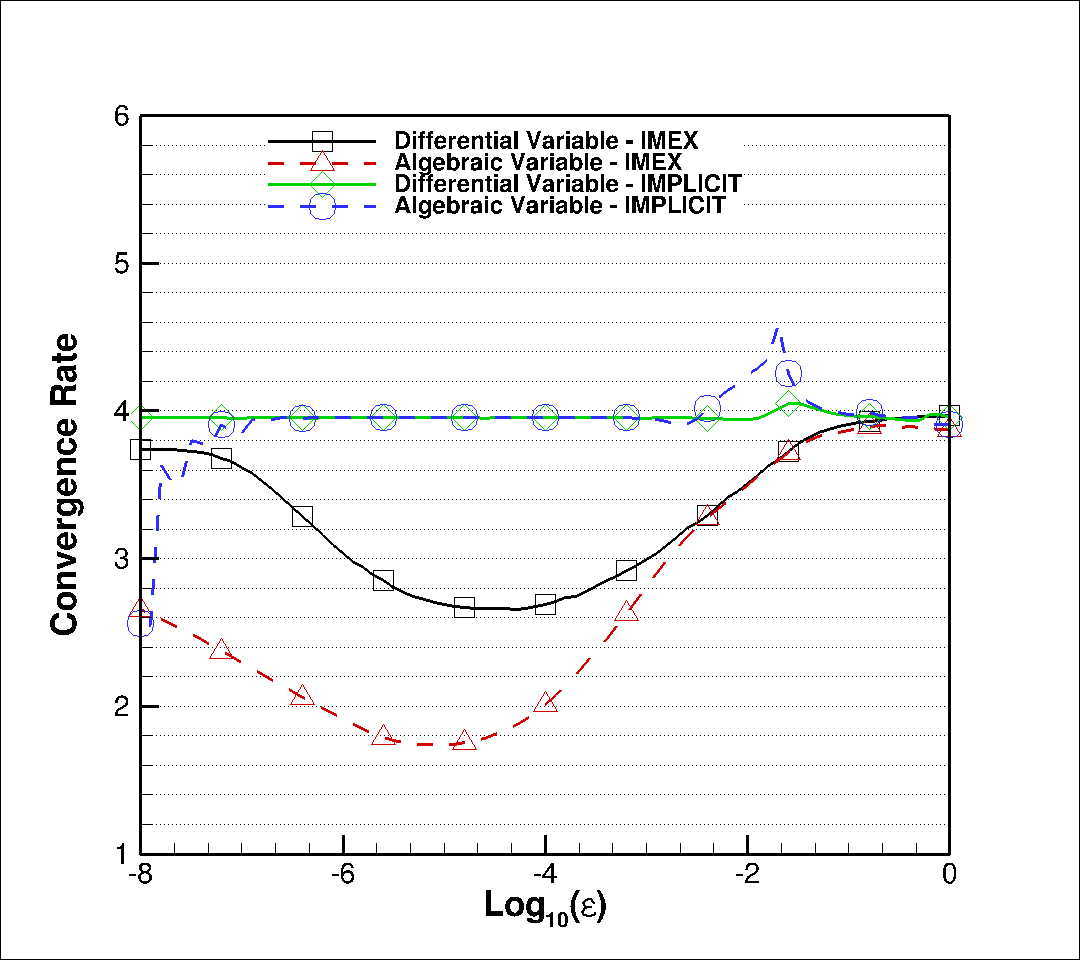 6
5
4
3
2
1
-8
-6
-4
-2
0
Convergence Rate
Log10(ε)
Differential Variable - IMEX
Algebraic Variable - IMEX
Differential Variable - IMPLICIT
Algebraic Variable - IMPLICIT